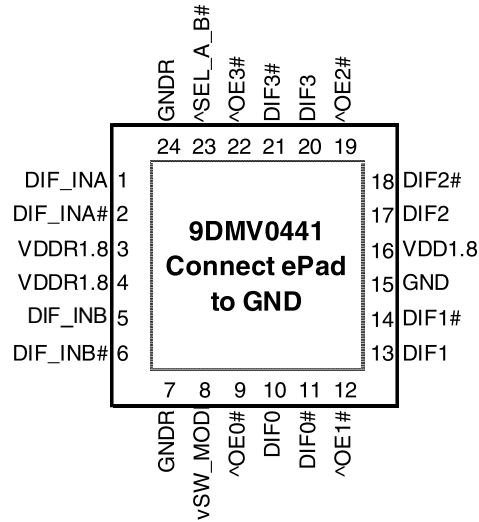 GNDR
^SEL_A_B#
^OE3#
DIF3#
DIF3
^OE2#
24 23 22 21 20 19
DIF_INA 1
DIF_INA# 2
VDDR1.8 3
VDDR1.8 4
DIF_INB 5
DIF_INB# 6
9DMV0441
Connect ePad
to GND
18 DIF2#
17 DIF2
16 VDD1.8
15 GND
14 DIF1#
13 DIF1
7 8 9 10 11 12
GNDR
vSW_MOD
^OE0#
DIF0
DIF0#
^OE1#